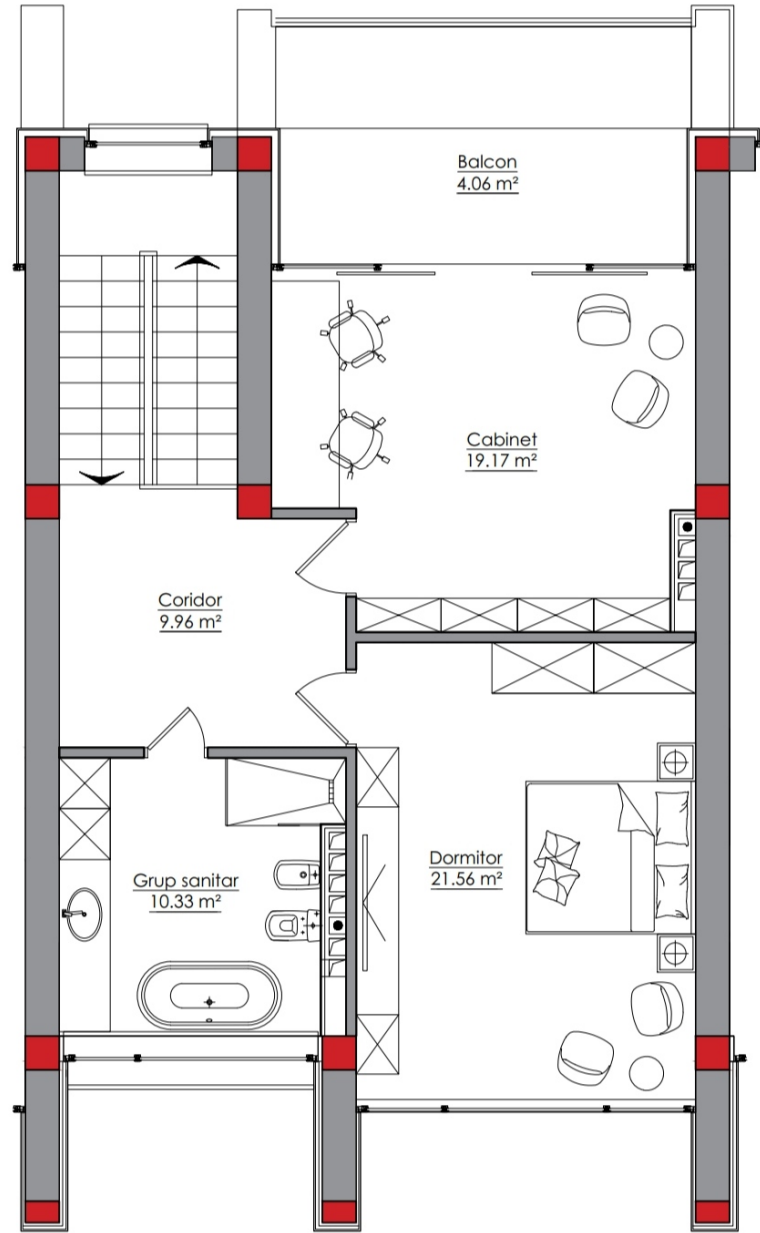 Balcon
4.06 m²
Cabinet
19.17 m²
Coridor
9.96 m²
Dormitor
21.56 m²
Grup sanitar
10.33 m²